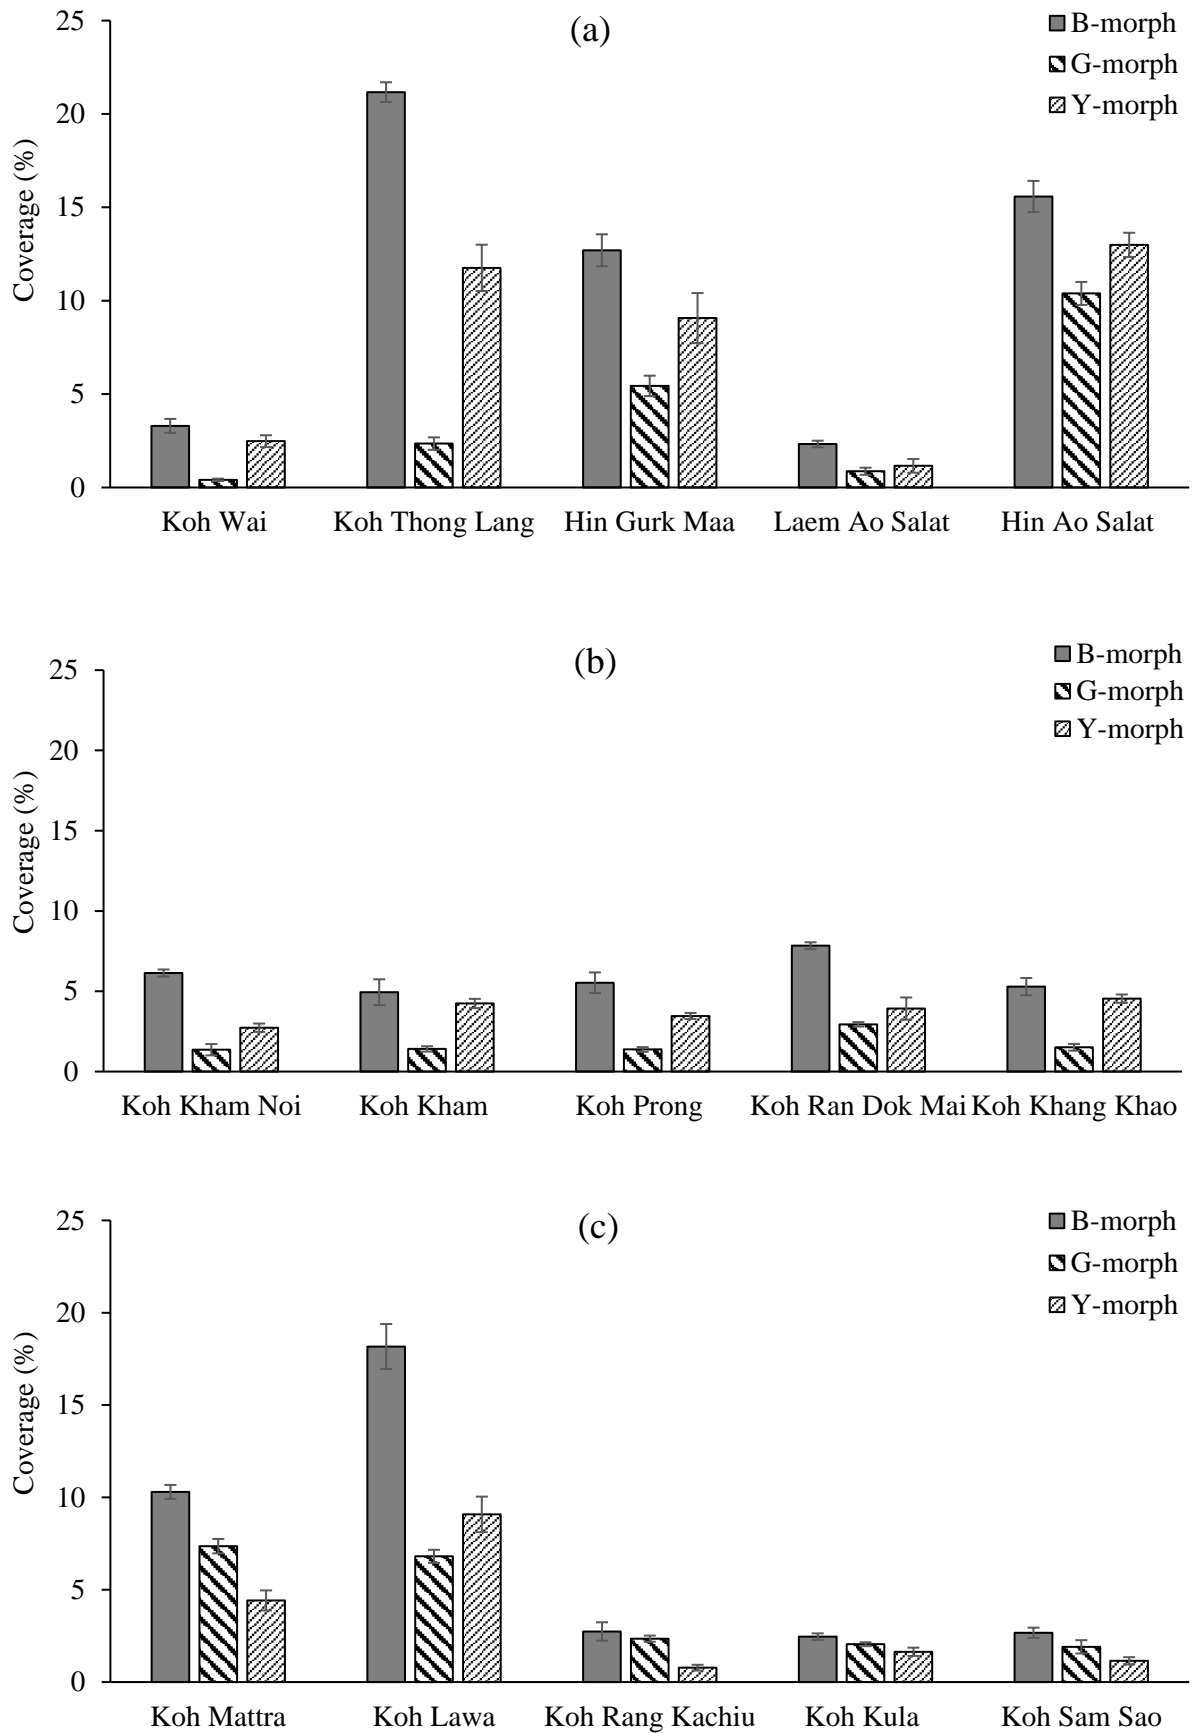 (a)
B-morph
G-morph
Y-morph
Coverage (%)
25
20
15
10
5
0
Koh Wai
Koh Thong Lang
Hin Gurk Maa
Laem Ao Salat
Hin Ao Salat
(b)
B-morph
G-morph
Y-morph
Coverage (%)
25
20
15
10
5
0
Koh Kham Noi
Koh Kham
Koh Prong
Koh Ran Dok Mai
Koh Khang Khao
(c)
B-morph
G-morph
Y-morph
Coverage (%)
25
20
15
10
5
0
Koh Mattra
Koh Lawa
Koh Rang Kachiu
Koh Kula
Koh Sam Sao